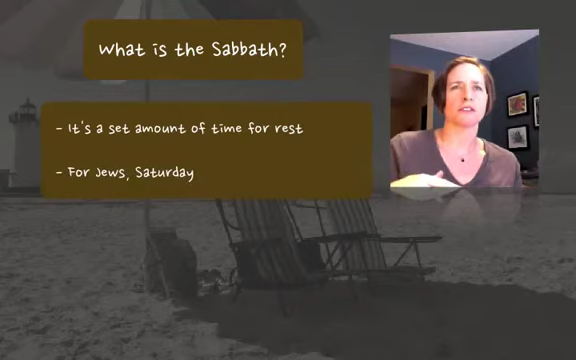 What is the Sabbath?
- It's a set amount of time for rest
- For Jews, Saturday